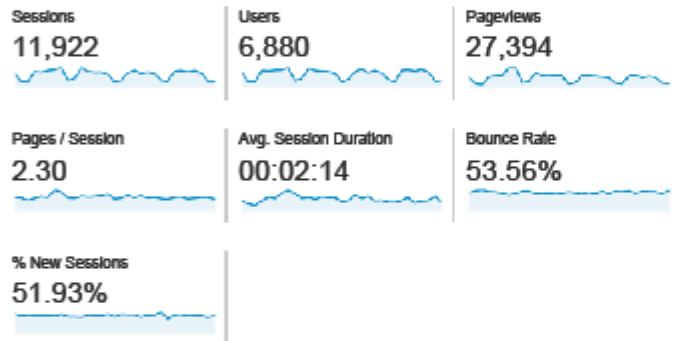 Sessions
11,922
Users
6,880
Pageviews
27,394
Pages / Session
2.30
Avg. Session Duration
00:02:14
Bounce Rate
53.56%
% New Sessions
51.93%